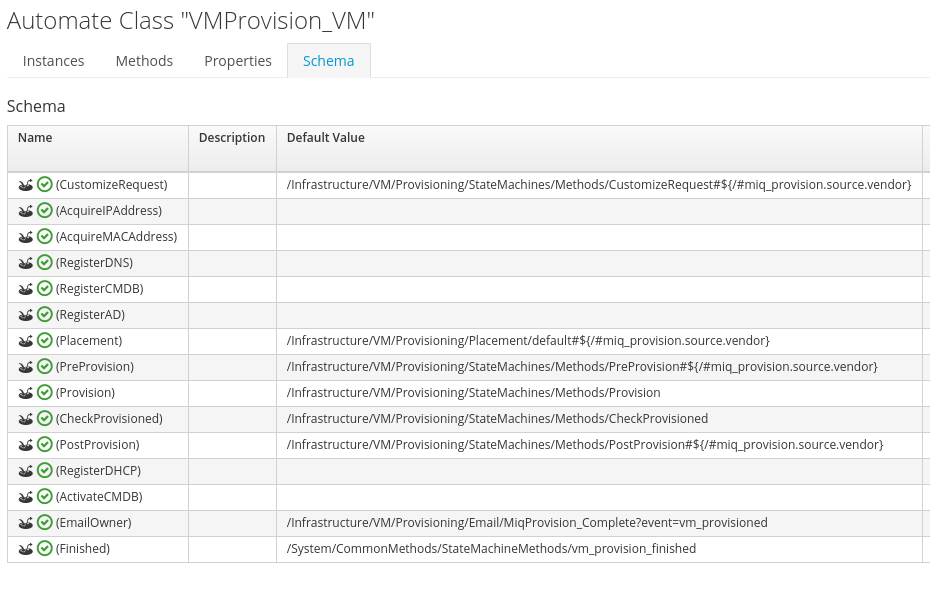 Automate Class "VMProvision_VM"
Instances Methods Properties Schema
Schema
Name Description Default Value
(CustomizeRequest) /Infrastructure/VM/Provisioning/StateMachines/Methods/CustomizeRequest#${/#miq_provision.source.vendor}
(AcquireIPAddress)
(AcquireMACAddress)
(RegisterDNS)
(RegisterCMDB)
(RegisterAD)
(Placement) /Infrastructure/VM/Provisioning/Placement/default#${/#miq_provision.source.vendor}
(PreProvision) /Infrastructure/VM/Provisioning/StateMachines/Methods/PreProvision#${/#miq_provision.source.vendor}
(Provision) /Infrastructure/VM/Provisioning/StateMachines/Methods/Provision
(CheckProvisioned) /Infrastructure/VM/Provisioning/StateMachines/Methods/CheckProvisioned
(PostProvision) /Infrastructure/VM/Provisioning/StateMachines/Methods/PostProvision#${/#miq_provision.source.vendor}
(RegisterDHCP)
(ActivateCMDB)
(EmailOwner) /Infrastructure/VM/Provisioning/Email/MiqProvision_Complete?event=vm_provisioned
(Finished) /System/CommonMethods/StateMachineMethods/vm_provision_finished